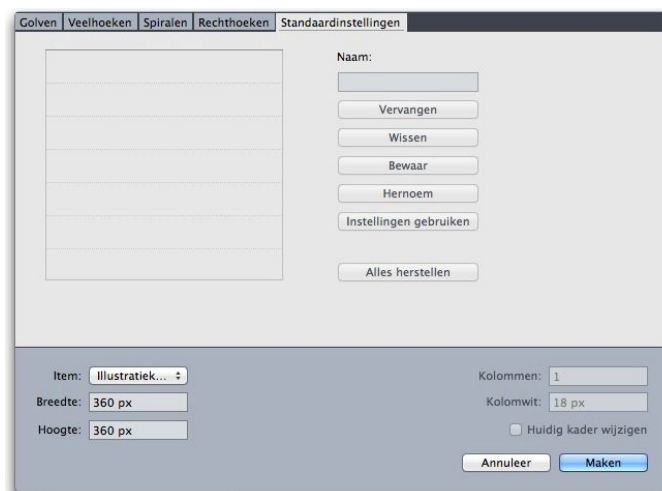 Golven Veelhoeken Spiralen Rechthoeken Standaardinstellingen
Naam:
Vervangen
Wissen
Bewaar
Hernoem
Instellingen gebruiken
Alles herstellen
Item: Illustratiek... Kolommen: 1
Breedte: 360 px Kolomwit: 18 px
Hoogte: 360 px Huidig kader wijzigen
Annuleer Maken